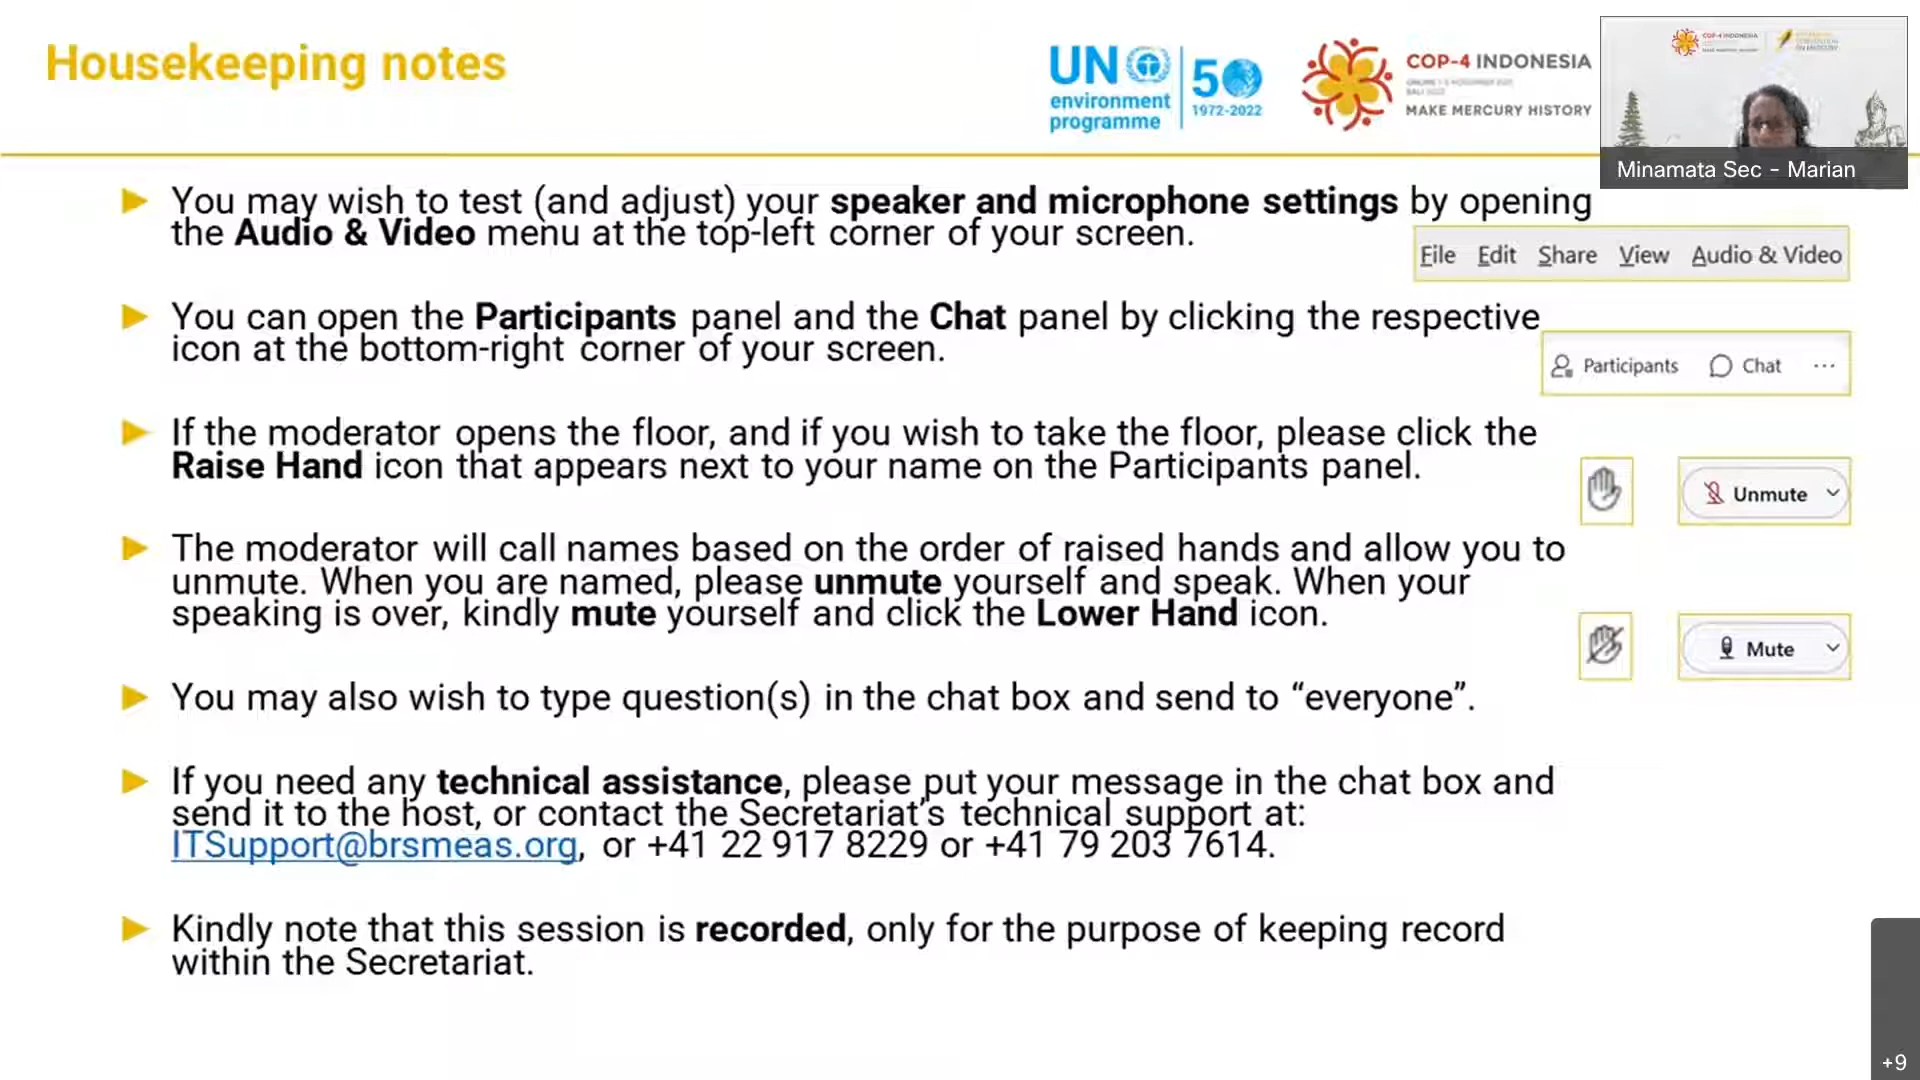 Housekeeping notes
UN
environment
programme
50
1972-2022
COP-4 INDONESIA
MAKE MERCURY HISTORY
COP-4 INDONESIA
Minamata Sec - Marian
You may wish to test (and adjust) your speaker and microphone settings by opening
the Audio & Video menu at the top-left corner of your screen.
File Edit Share View Audio & Video
You can open the Participants panel and the Chat panel by clicking the respective
icon at the bottom-right corner of your screen.
Participants Chat ...
If the moderator opens the floor, and if you wish to take the floor, please click the
Raise Hand icon that appears next to your name on the Participants panel.
Unmute
The moderator will call names based on the order of raised hands and allow you to
unmute. When you are named, please unmute yourself and speak. When your
speaking is over, kindly mute yourself and click the Lower Hand icon.
Mute
You may also wish to type question(s) in the chat box and send to “everyone”.
If you need any technical assistance, please put your message in the chat box and
send it to the host, or contact the Secretariat’s technical support at:
ITSupport@brsmeas.org, or +41 22 917 8229 or +41 79 203 7614.
Kindly note that this session is recorded, only for the purpose of keeping record
within the Secretariat.
+9